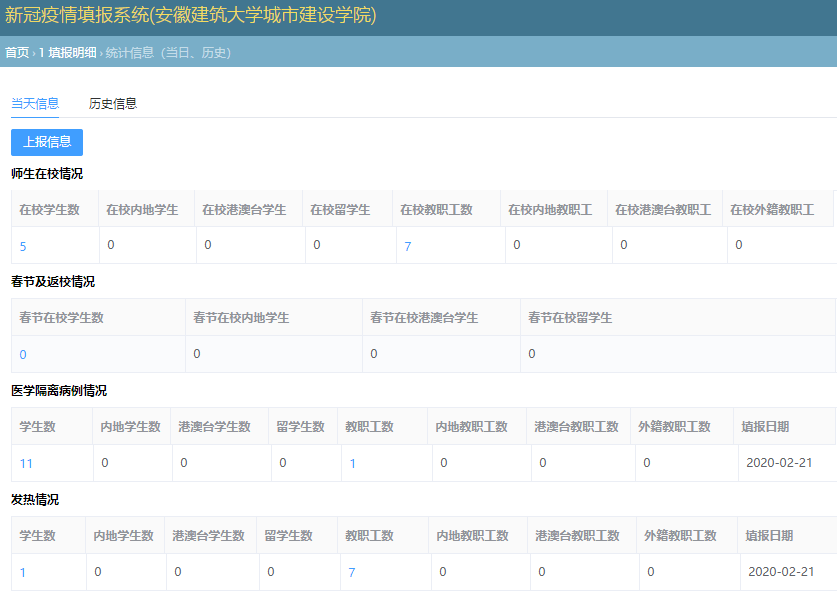 新冠疫情填报系统(安徽建筑大学城市建设学院)
首页 › 1 填报明细 › 统计信息（当日、历史）
当天信息 历史信息
上报信息
师生在校情况
在校学生数 在校内地学生 在校港澳台学生 在校留学生 在校教职工数 在校内地教职工 在校港澳台教职工 在校外籍教职工
5 0 0 0 7 0 0 0
春节及返校情况
春节在校学生数 春节在校内地学生 春节在校港澳台学生 春节在校留学生
0 0 0 0
医学隔离病例情况
学生数 内地学生数 港澳台学生数 留学生数 教职工数 内地教职工数 港澳台教职工数 外籍教职工数 填报日期
11 0 0 0 1 0 0 0 2020-02-21
发热情况
学生数 内地学生数 港澳台学生数 留学生数 教职工数 内地教职工数 港澳台教职工数 外籍教职工数 填报日期
1 0 0 0 7 0 0 0 2020-02-21